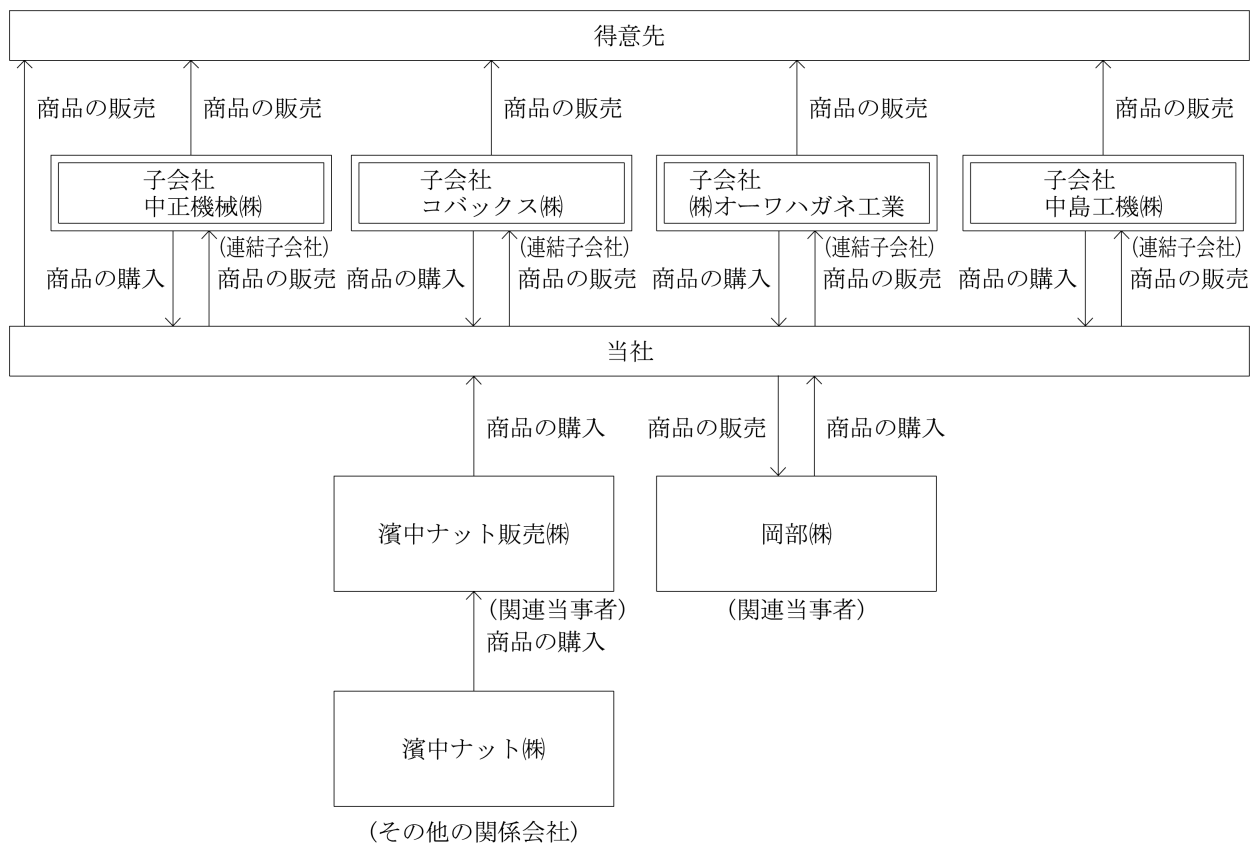 得意先
商品の販売
商品の販売
商品の販売
商品の販売
商品の販売
子会社
中正機械㈱
子会社
コバックス㈱
子会社
㈱オーワハガネ工業
子会社
中島工機㈱
(連結子会社)
(連結子会社)
(連結子会社)
(連結子会社)
商品の購入
商品の販売
商品の購入
商品の販売
商品の購入
商品の販売
商品の購入
商品の販売
当社
商品の購入
商品の販売
商品の購入
濱中ナット販売㈱
岡部㈱
(関連当事者)
(関連当事者)
商品の購入
濱中ナット㈱
(その他の関係会社)